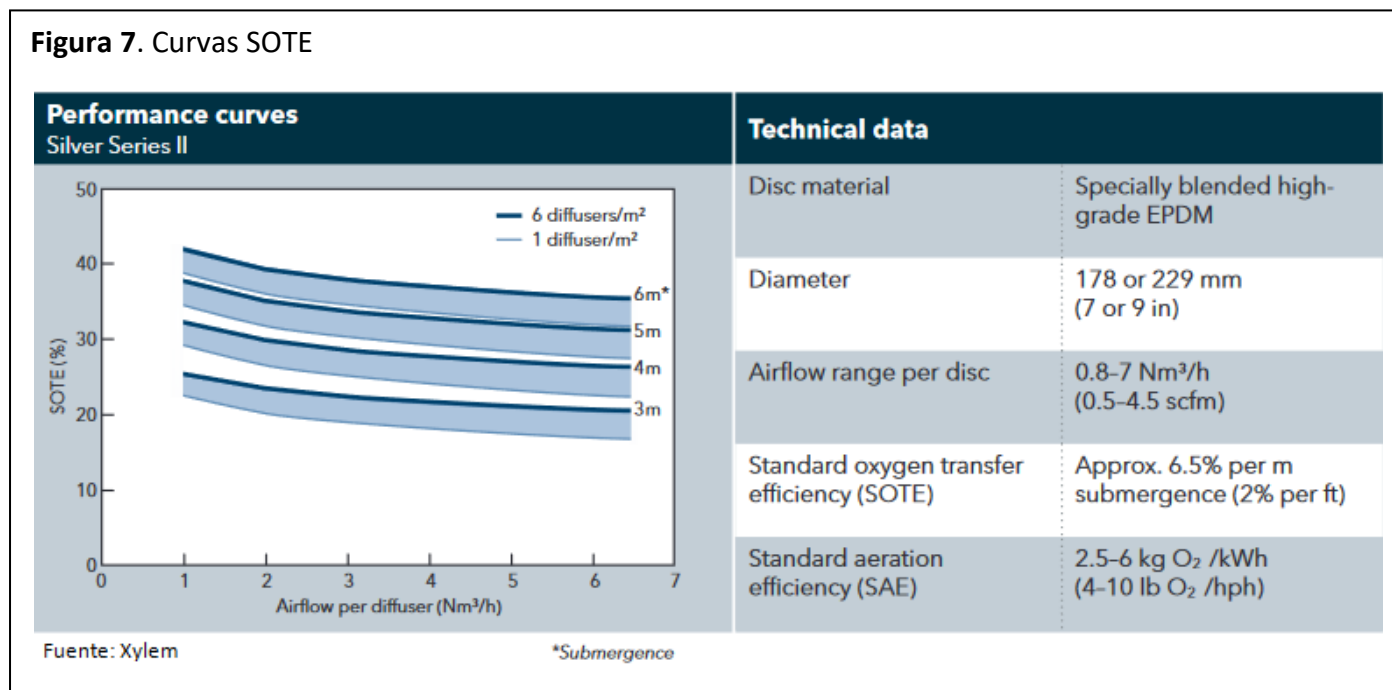 Figura 7. Curvas SOTE
Performance curves
Silver Series II
50
40
30
20
10
0
SOTE (%)
6 diffusers/m²
1 diffuser/m²
6m*
5m
4m
3m
0 1 2 3 4 5 6 7
Airflow per diffuser (Nm³/h)
Fuente: Xylem
*Submergence
Technical data
Disc material
Specially blended high-
grade EPDM
Diameter
178 or 229 mm
(7 or 9 in)
Airflow range per disc
0.8–7 Nm³/h
(0.5–4.5 scfm)
Standard oxygen transfer
efficiency (SOTE)
Approx. 6.5% per m
submergence (2% per ft)
Standard aeration
efficiency (SAE)
2.5–6 kg O₂ /kWh
(4–10 lb O₂ /hph)